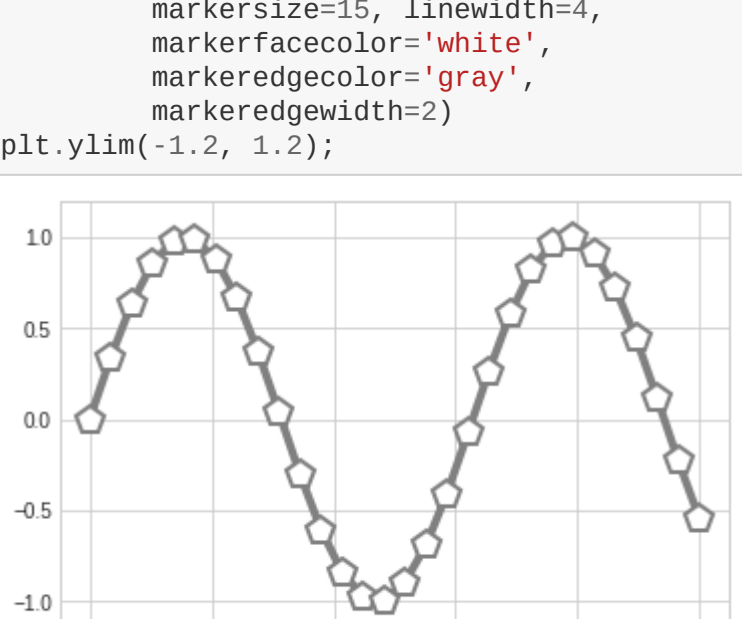 markersize=15, linewidth=4,
markerfacecolor='white',
markeredgecolor='gray',
markeredgewidth=2)
plt.ylim(-1.2, 1.2);
1.0
0.5
0.0
−0.5
−1.0